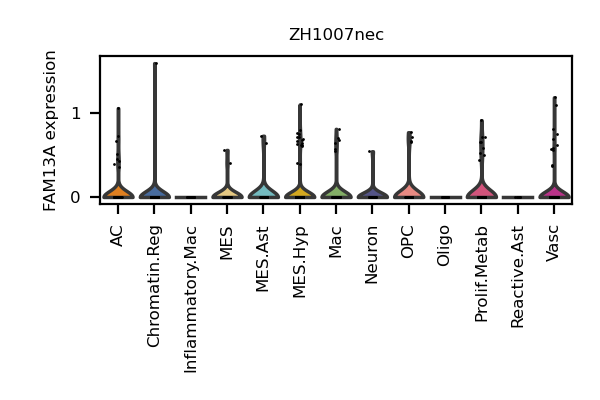 ZH1007nec
FAM13A expression
1
0
AC
Chromatin.Reg
Inflammatory.Mac
MES
MES.Ast
MES.Hyp
Mac
Neuron
OPC
Oligo
Prolif.Metab
Reactive.Ast
Vasc